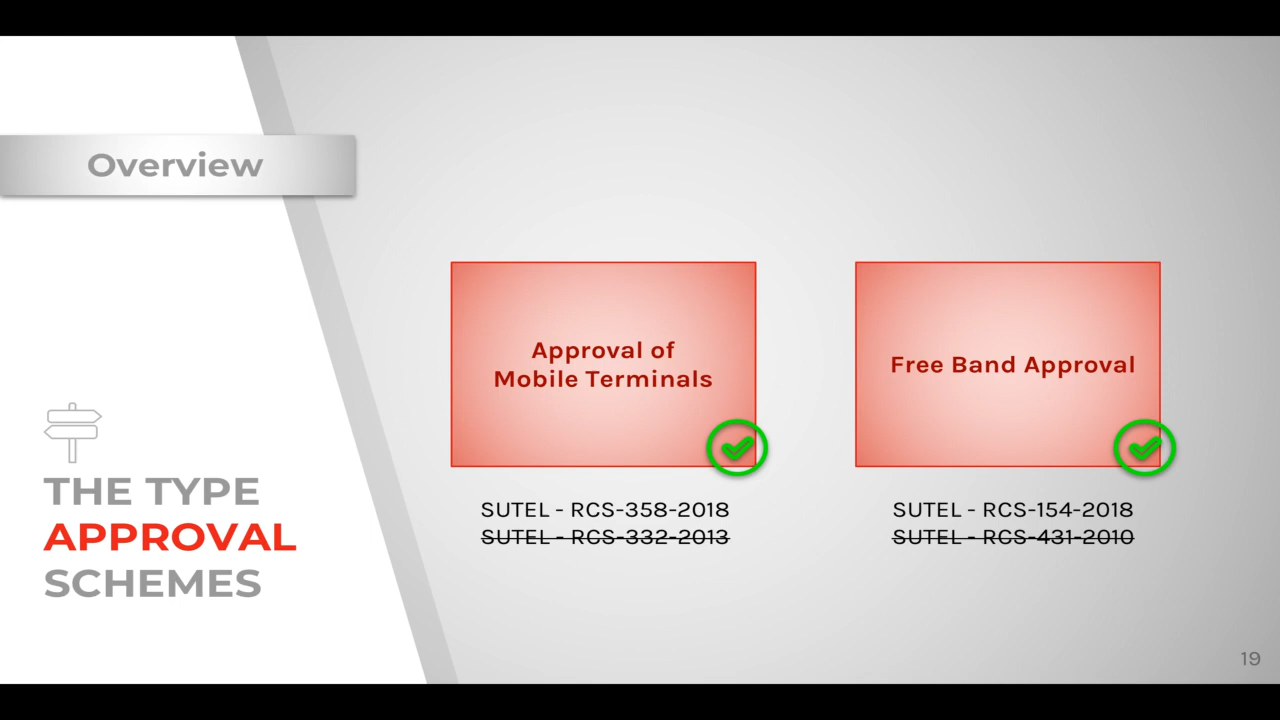 Overview
THE TYPE
APPROVAL
SCHEMES
Approval of
Mobile Terminals
SUTEL - RCS-358-2018
SUTEL - RCS-332-2013
Free Band Approval
SUTEL - RCS-154-2018
SUTEL - RCS-431-2010
19